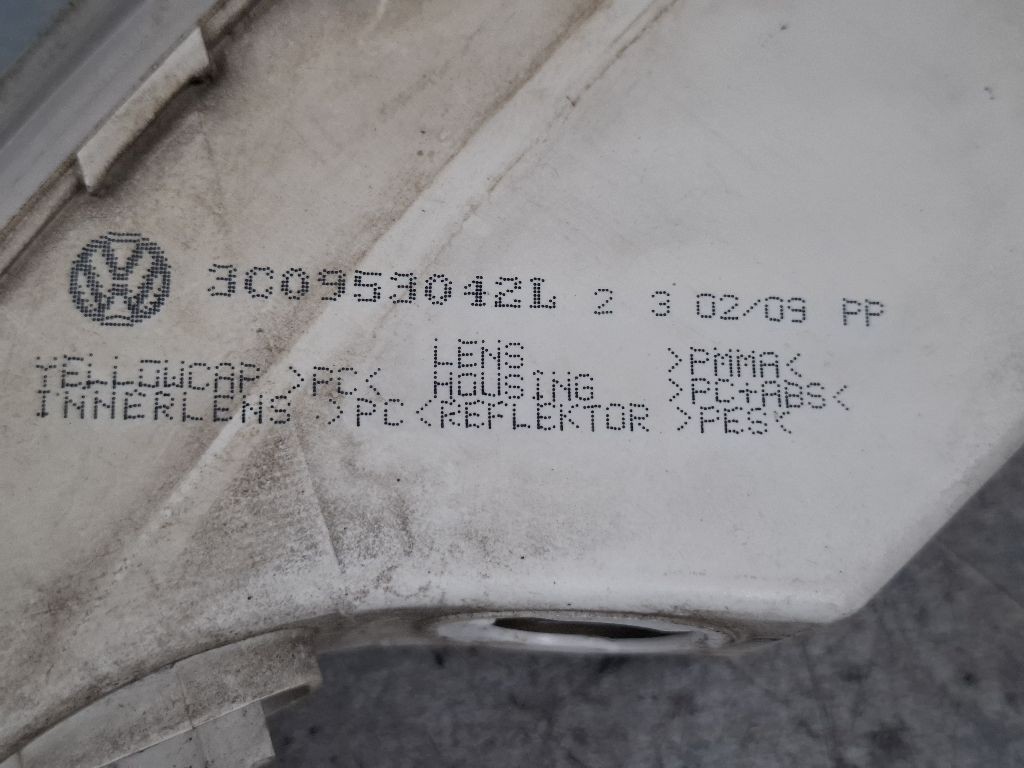 3C0953042L 2 3 02/09 PP
LENS >PMMA<
YELLOWCAP >PC< HOUSING >PC+ABS<
INNERLENS >PC< REFLEKTOR >PES<